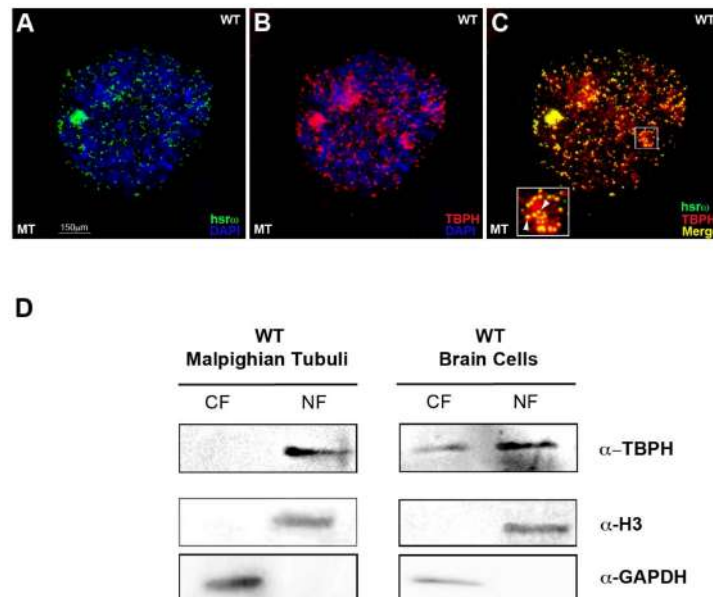 A
WT
hsrω
DAPI
MT
150µm
B
WT
TBPH
DAPI
C
WT
hsrω
TBPH
Merge
MT
D
WT
Malpighian Tubuli
WT
Brain Cells
CF
NF
CF
NF
α–TBPH
α-H3
α-GAPDH